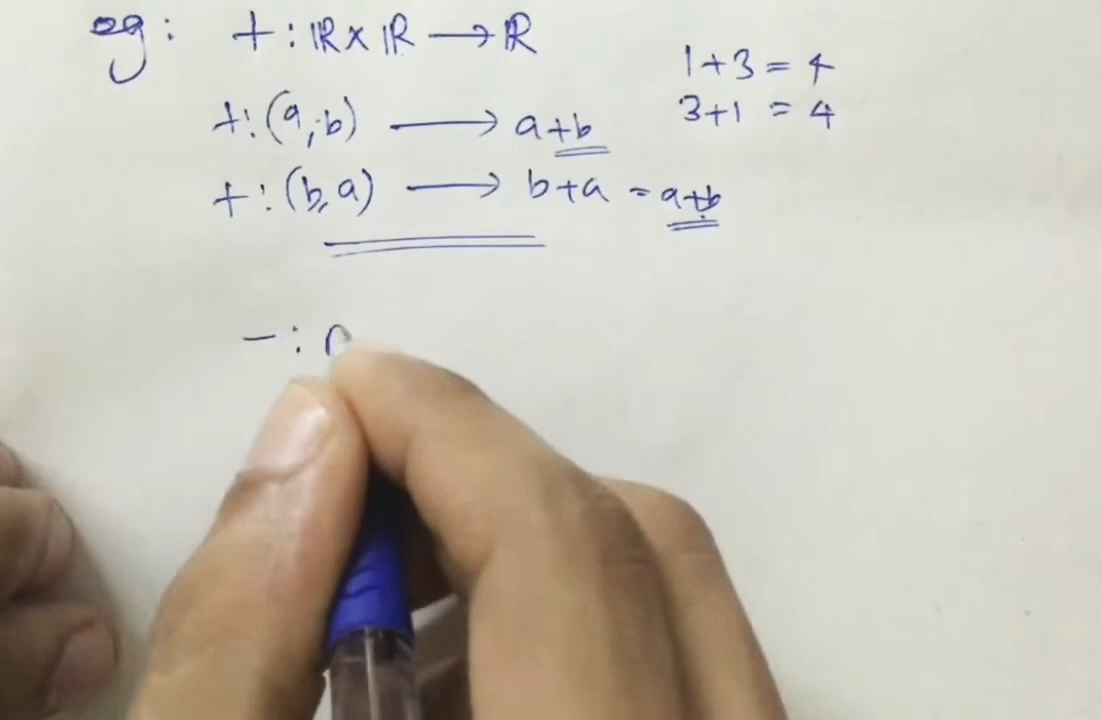 eg: +: ℝ × ℝ → ℝ
1+3 = 4
3+1 = 4
+: (a, b) → a+b
+: (b, a) → b+a = a+b
- :